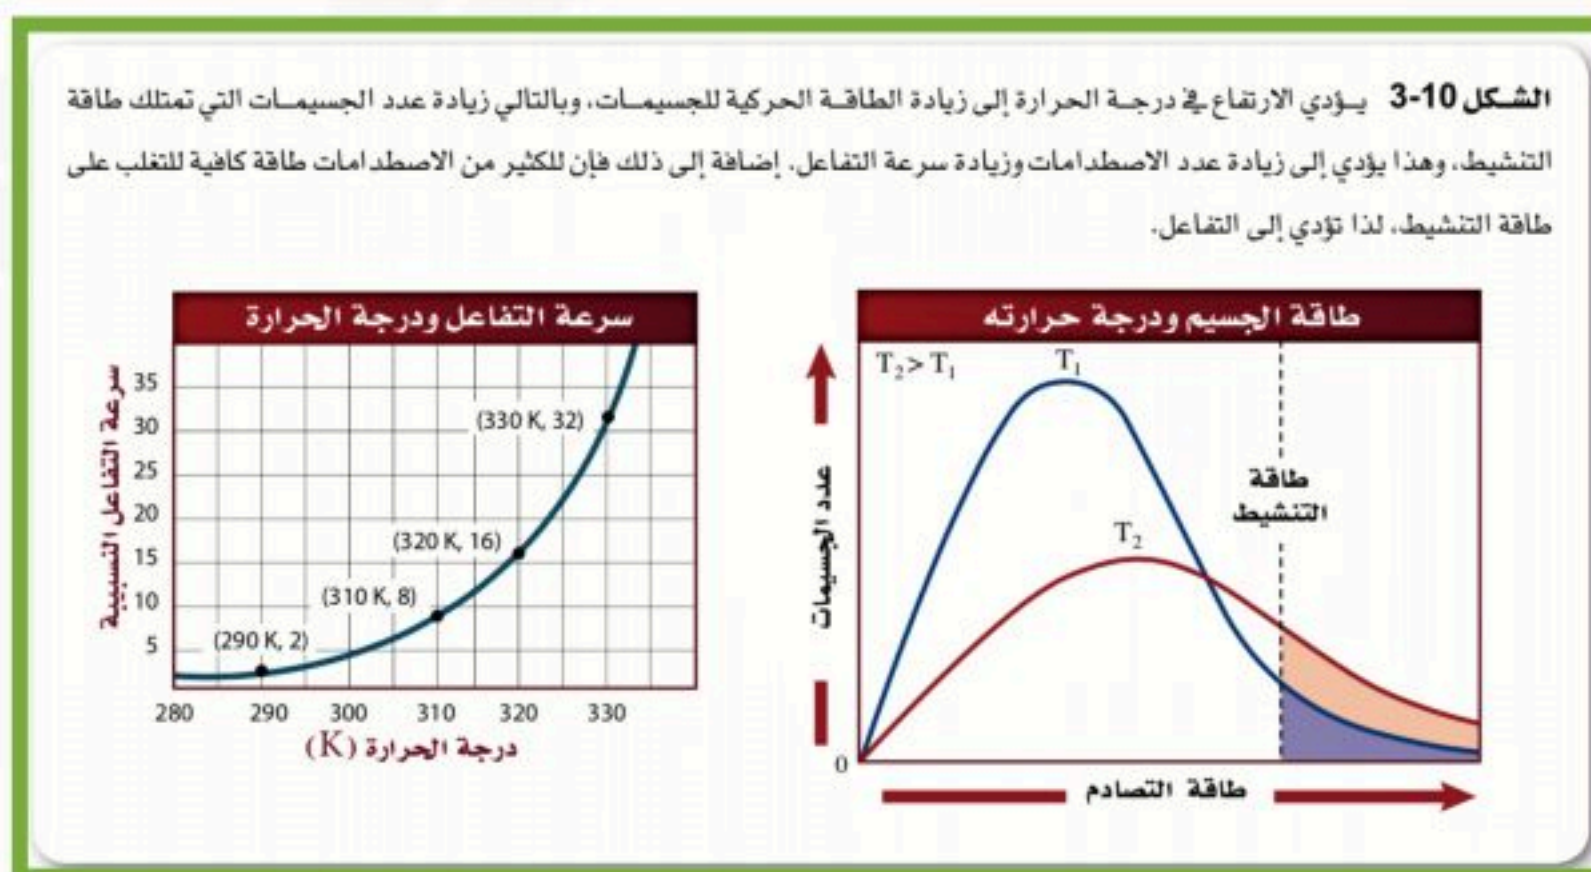 الشكل 10-3 يؤدي الارتفاع في درجة الحرارة إلى زيادة الطاقة الحركية للجسيمات، وبالتالي زيادة عدد الجسيمات التي تمتلك طاقة
التنشيط، وهذا يؤدي إلى زيادة عدد الاصطدامات وزيادة سرعة التفاعل. إضافة إلى ذلك فإن للكثير من الاصطدامات طاقة كافية للتغلب على
طاقة التنشيط، لذا تؤدي إلى التفاعل.
طاقة الجسيم ودرجة حرارته
T₂> T₁
T₁
T₂
طاقة
التنشيط
عدد الجسيمات
0
طاقة التصادم
سرعة التفاعل ودرجة الحرارة
سرعة التفاعل النسبية
35
30
25
20
15
10
5
(330 K, 32)
(320 K, 16)
(310 K, 8)
(290 K, 2)
280 290 300 310 320 330
درجة الحرارة (K)